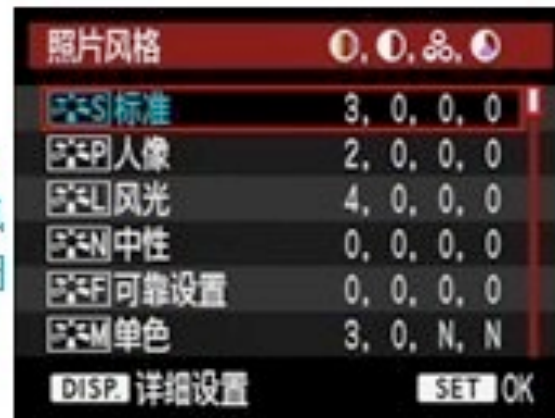 照片风格
S 标准 3, 0, 0, 0
P 人像 2, 0, 0, 0
L 风光 4, 0, 0, 0
N 中性 0, 0, 0, 0
F 可靠设置 0, 0, 0, 0
M 单色 3, 0, N, N
DISP. 详细设置 SET OK